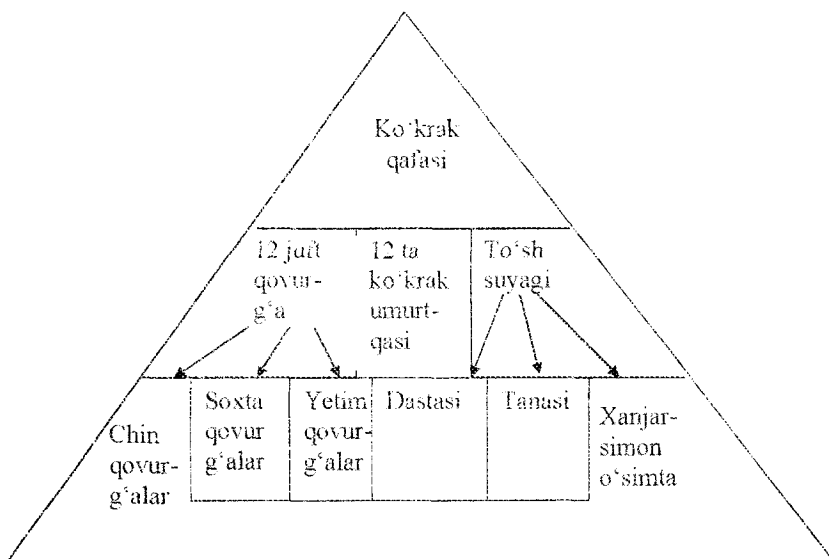 Ko‘krak
qafasi
12 juft
qovur-
g‘a
12 ta
ko‘krak
umurt-
qasi
To‘sh
suyagi
Chin
qovur-
g‘alar
Soxta
qovur
g‘alar
Yetim
qovur-
g‘alar
Dastasi
Tanasi
Xanjar-
simon
o‘simta